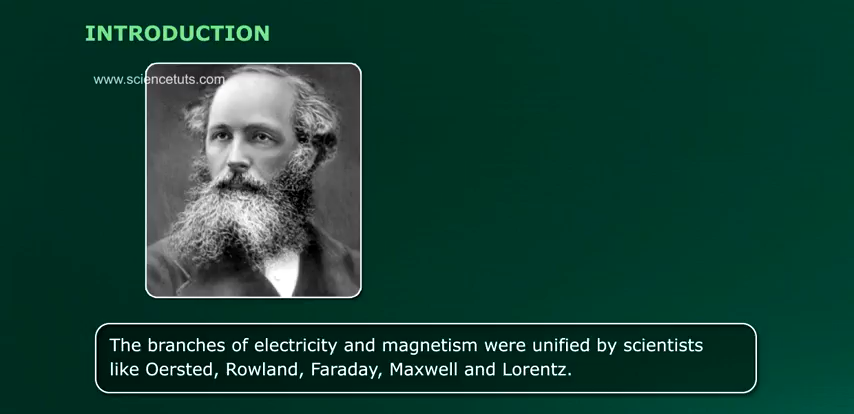 INTRODUCTION
www.sciencetuts.com
The branches of electricity and magnetism were unified by scientists
like Oersted, Rowland, Faraday, Maxwell and Lorentz.